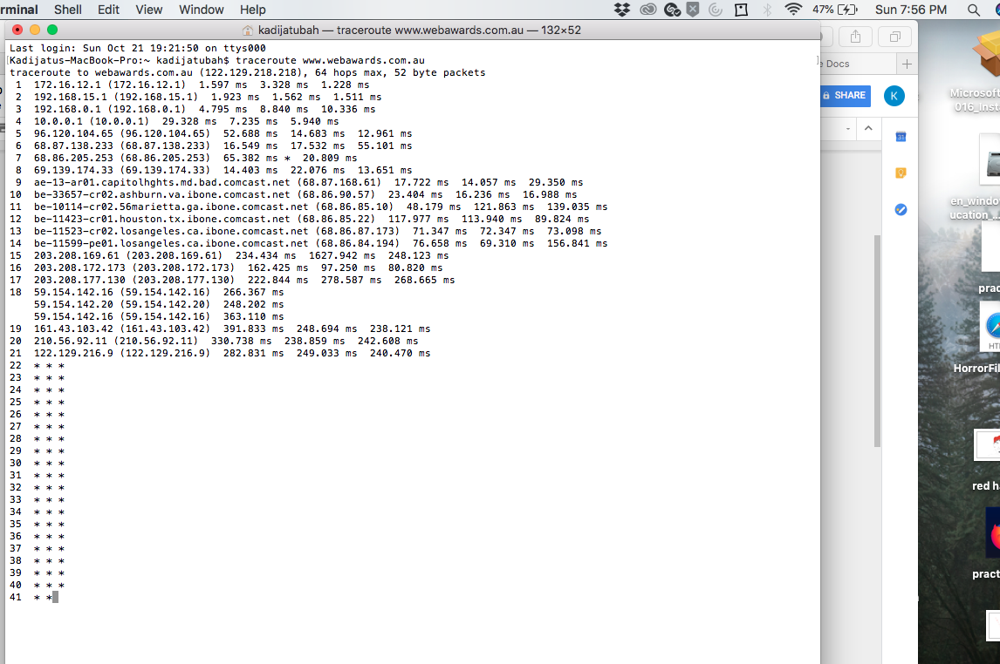 rminal Shell Edit View Window Help 47% Sun 7:56 PM
kadijatubah — traceroute www.webawards.com.au — 132×52
Last login: Sun Oct 21 19:21:50 on ttys000
[Kadijatus-MacBook-Pro:~ kadijatubah$ traceroute www.webawards.com.au ]
traceroute to webawards.com.au (122.129.218.218), 64 hops max, 52 byte packets
1 172.16.12.1 (172.16.12.1) 1.597 ms 3.328 ms 1.228 ms
2 192.168.15.1 (192.168.15.1) 1.923 ms 1.562 ms 1.511 ms
3 192.168.0.1 (192.168.0.1) 4.795 ms 8.840 ms 10.336 ms
4 10.0.0.1 (10.0.0.1) 29.328 ms 7.235 ms 5.940 ms
5 96.120.104.65 (96.120.104.65) 52.688 ms 14.683 ms 12.961 ms
6 68.87.138.233 (68.87.138.233) 16.549 ms 17.532 ms 55.101 ms
7 68.86.205.253 (68.86.205.253) 65.382 ms * 20.809 ms
8 69.139.174.33 (69.139.174.33) 14.403 ms 22.076 ms 13.651 ms
9 ae-13-ar01.capitolhghts.md.bad.comcast.net (68.87.168.61) 17.722 ms 14.057 ms 29.350 ms
10 be-33657-cr02.ashburn.va.ibone.comcast.net (68.86.90.57) 23.404 ms 16.236 ms 16.988 ms
11 be-10114-cr02.56marietta.ga.ibone.comcast.net (68.86.85.10) 48.179 ms 121.863 ms 139.035 ms
12 be-11423-cr01.houston.tx.ibone.comcast.net (68.86.85.22) 117.977 ms 113.940 ms 89.824 ms
13 be-11523-cr02.losangeles.ca.ibone.comcast.net (68.86.87.173) 71.347 ms 72.347 ms 73.098 ms
14 be-11599-pe01.losangeles.ca.ibone.comcast.net (68.86.84.194) 76.658 ms 69.310 ms 156.841 ms
15 203.208.169.61 (203.208.169.61) 234.434 ms 1627.942 ms 248.123 ms
16 203.208.172.173 (203.208.172.173) 162.425 ms 97.250 ms 80.820 ms
17 203.208.177.130 (203.208.177.130) 222.844 ms 278.587 ms 268.665 ms
18 59.154.142.16 (59.154.142.16) 266.367 ms
59.154.142.20 (59.154.142.20) 248.202 ms
59.154.142.16 (59.154.142.16) 363.110 ms
19 161.43.103.42 (161.43.103.42) 391.833 ms 248.694 ms 238.121 ms
20 210.56.92.11 (210.56.92.11) 330.738 ms 238.859 ms 242.608 ms
21 122.129.216.9 (122.129.216.9) 282.831 ms 249.033 ms 240.470 ms
22 * * *
23 * * *
24 * * *
25 * * *
26 * * *
27 * * *
28 * * *
29 * * *
30 * * *
31 * * *
32 * * *
33 * * *
34 * * *
35 * * *
36 * * *
37 * * *
38 * * *
39 * * *
40 * * *
41 * *
e Docs
SHARE
K
31
Microsoft
016_Inst
en_window
ucation_...
prac
HT
HorrorFil
red ha
pract